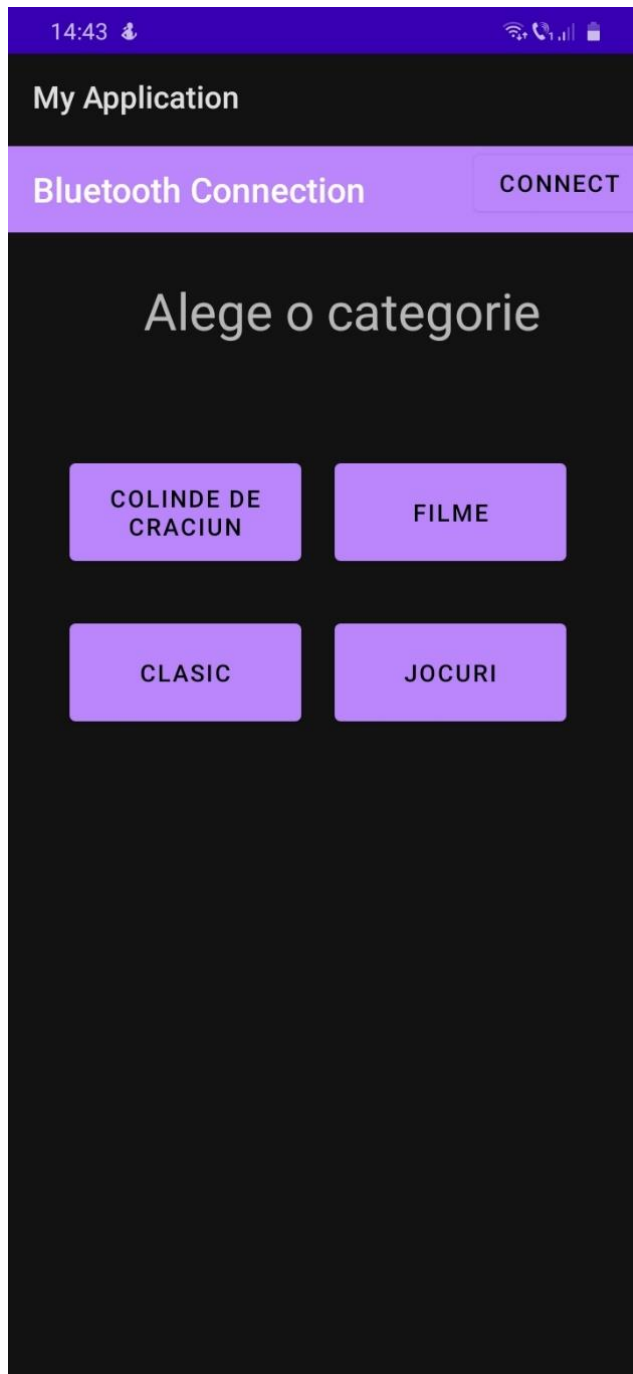 14:43
My Application
Bluetooth Connection
CONNECT
Alege o categorie
COLINDE DE
CRACIUN
FILME
CLASIC
JOCURI